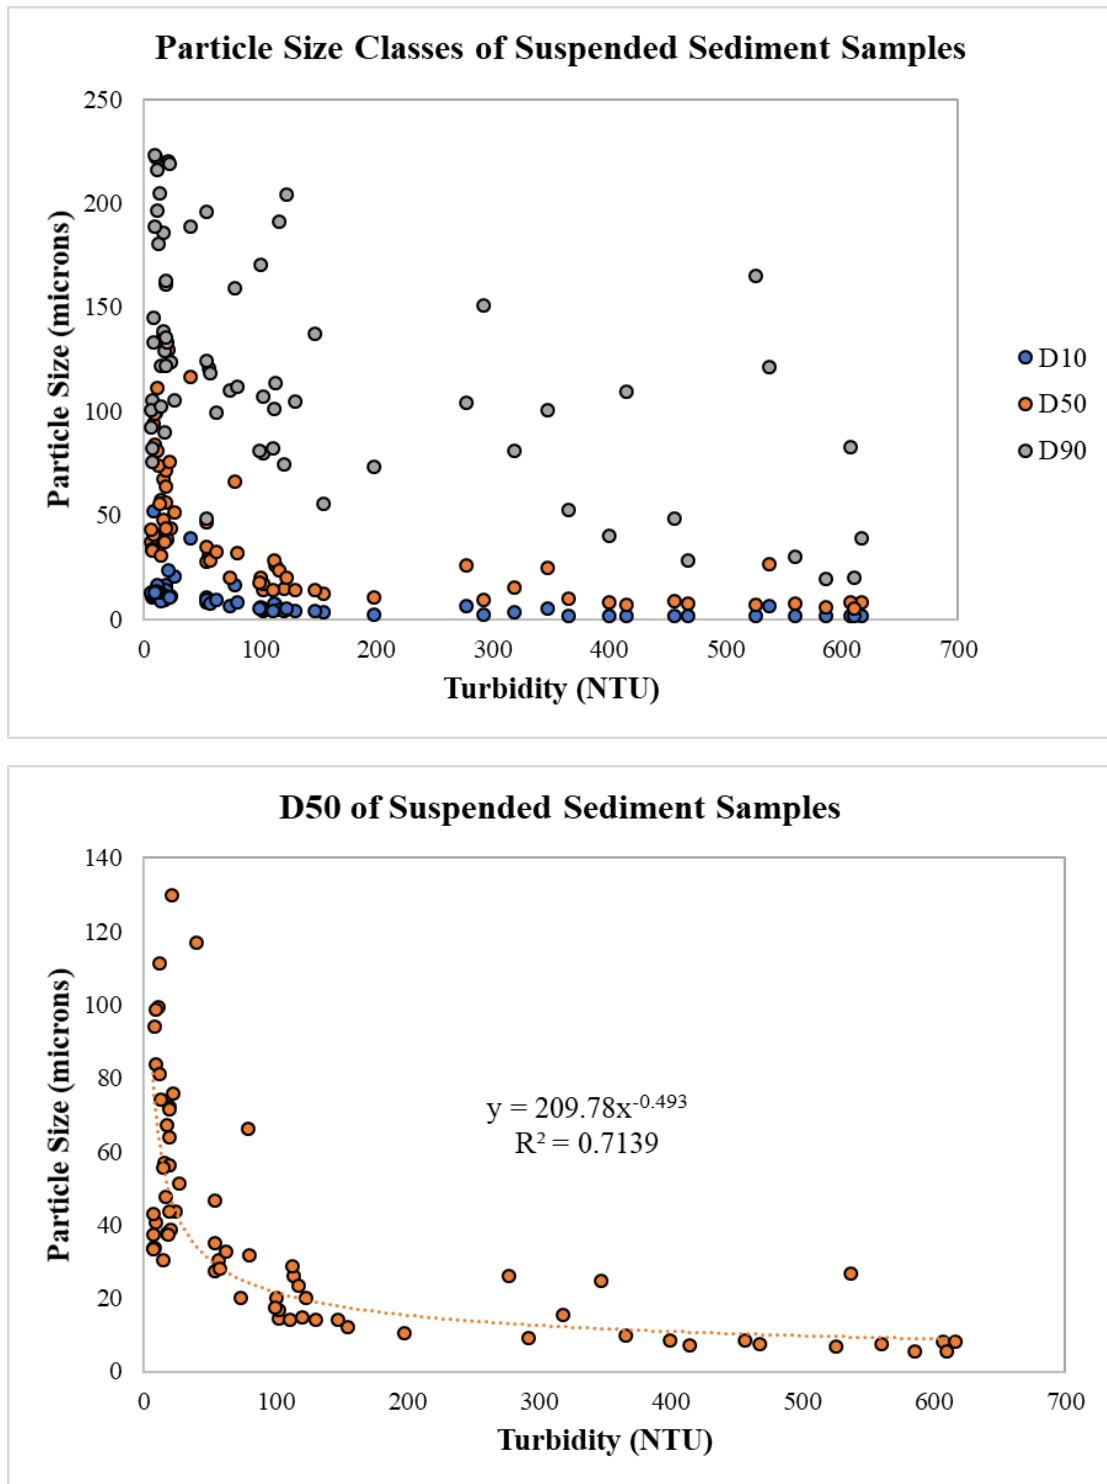 Particle Size Classes of Suspended Sediment Samples
250
200
150
100
50
0
Particle Size (microns)
0 100 200 300 400 500 600 700
Turbidity (NTU)
D10
D50
D90
D50 of Suspended Sediment Samples
140
120
100
80
60
40
20
0
Particle Size (microns)
y = 209.78x⁻⁰·⁴⁹³
R² = 0.7139
0 100 200 300 400 500 600 700
Turbidity (NTU)